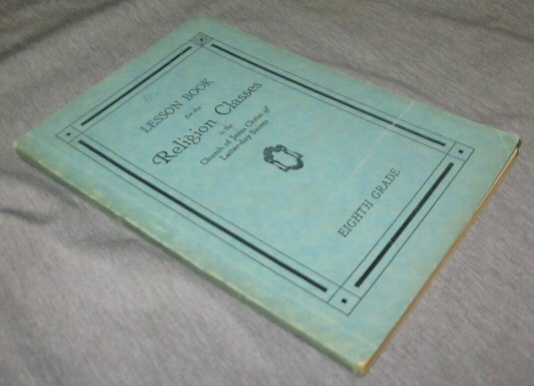 LESSON BOOK
for the
Religion Classes
in the
Church of Jesus Christ of
Latter-day Saints
EIGHTH GRADE